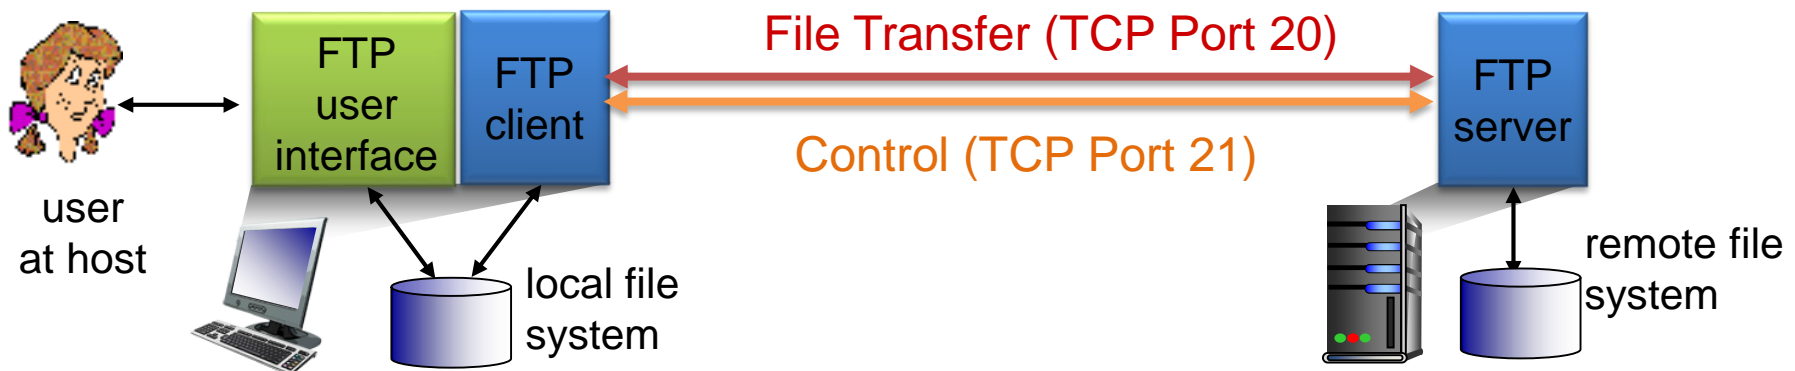 File Transfer (TCP Port 20)
FTP
user
interface
FTP
client
FTP
server
Control (TCP Port 21)
user
at host
local file
system
remote file
system